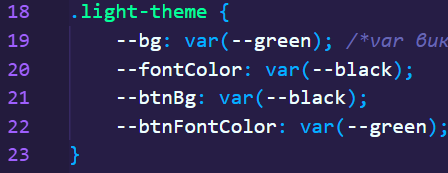 18 .light-theme {
19 --bg: var(--green); /*var вик
20 --fontColor: var(--black);
21 --btnBg: var(--black);
22 --btnFontColor: var(--green);
23 }